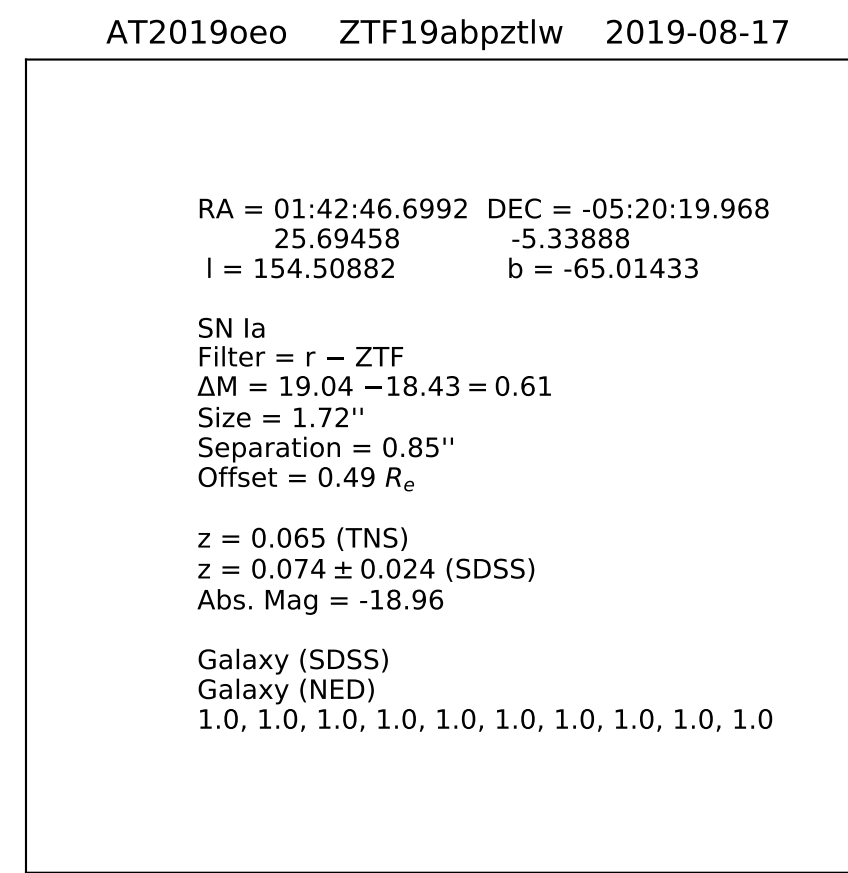 AT2019oeo ZTF19abpztlw 2019-08-17
RA = 01:42:46.6992 DEC = -05:20:19.968
25.69458 -5.33888
l = 154.50882 b = -65.01433
SN Ia
Filter = r − ZTF
ΔM = 19.04 −18.43 = 0.61
Size = 1.72''
Separation = 0.85''
Offset = 0.49 Rₑ
z = 0.065 (TNS)
z = 0.074 ± 0.024 (SDSS)
Abs. Mag = -18.96
Galaxy (SDSS)
Galaxy (NED)
1.0, 1.0, 1.0, 1.0, 1.0, 1.0, 1.0, 1.0, 1.0, 1.0